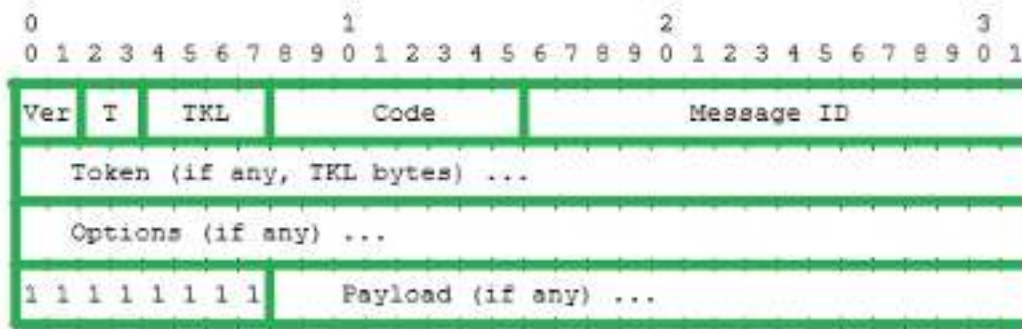 0 1 2 3
0 1 2 3 4 5 6 7 8 9 0 1 2 3 4 5 6 7 8 9 0 1 2 3 4 5 6 7 8 9 0 1
Ver T TKL Code Message ID
Token (if any, TKL bytes) ...
Options (if any) ...
1 1 1 1 1 1 1 1 Payload (if any) ...